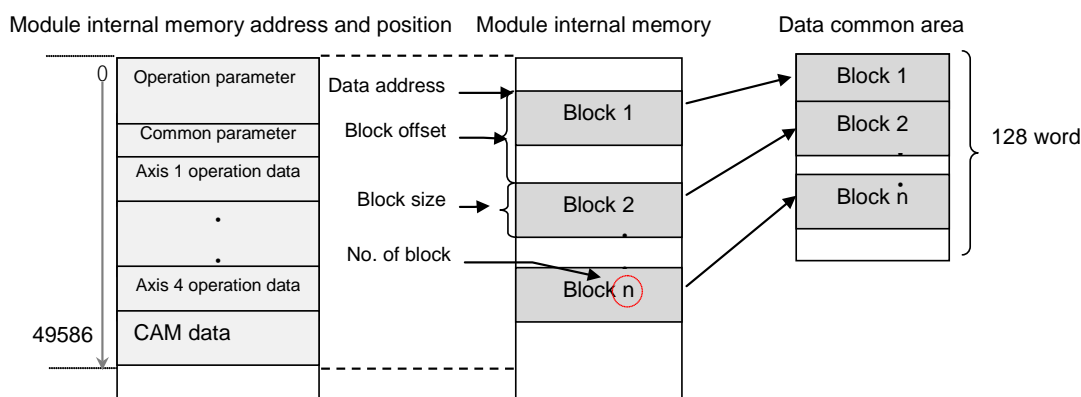 Module internal memory address and position
Module internal memory
Data common area
0
Operation parameter
Common parameter
Axis 1 operation data
Axis 4 operation data
CAM data
49586
Data address
Block offset
Block size
No. of block
Block 1
Block 2
Block n
Block 1
Block 2
Block n
128 word